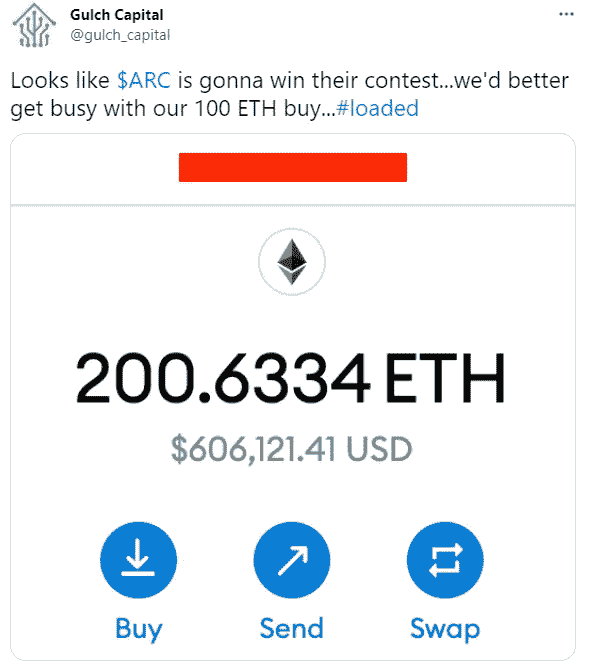 Gulch Capital
@gulch_capital
Looks like $ARC is gonna win their contest...we'd better
get busy with our 100 ETH buy...#loaded
200.6334 ETH
$606,121.41 USD
Buy Send Swap